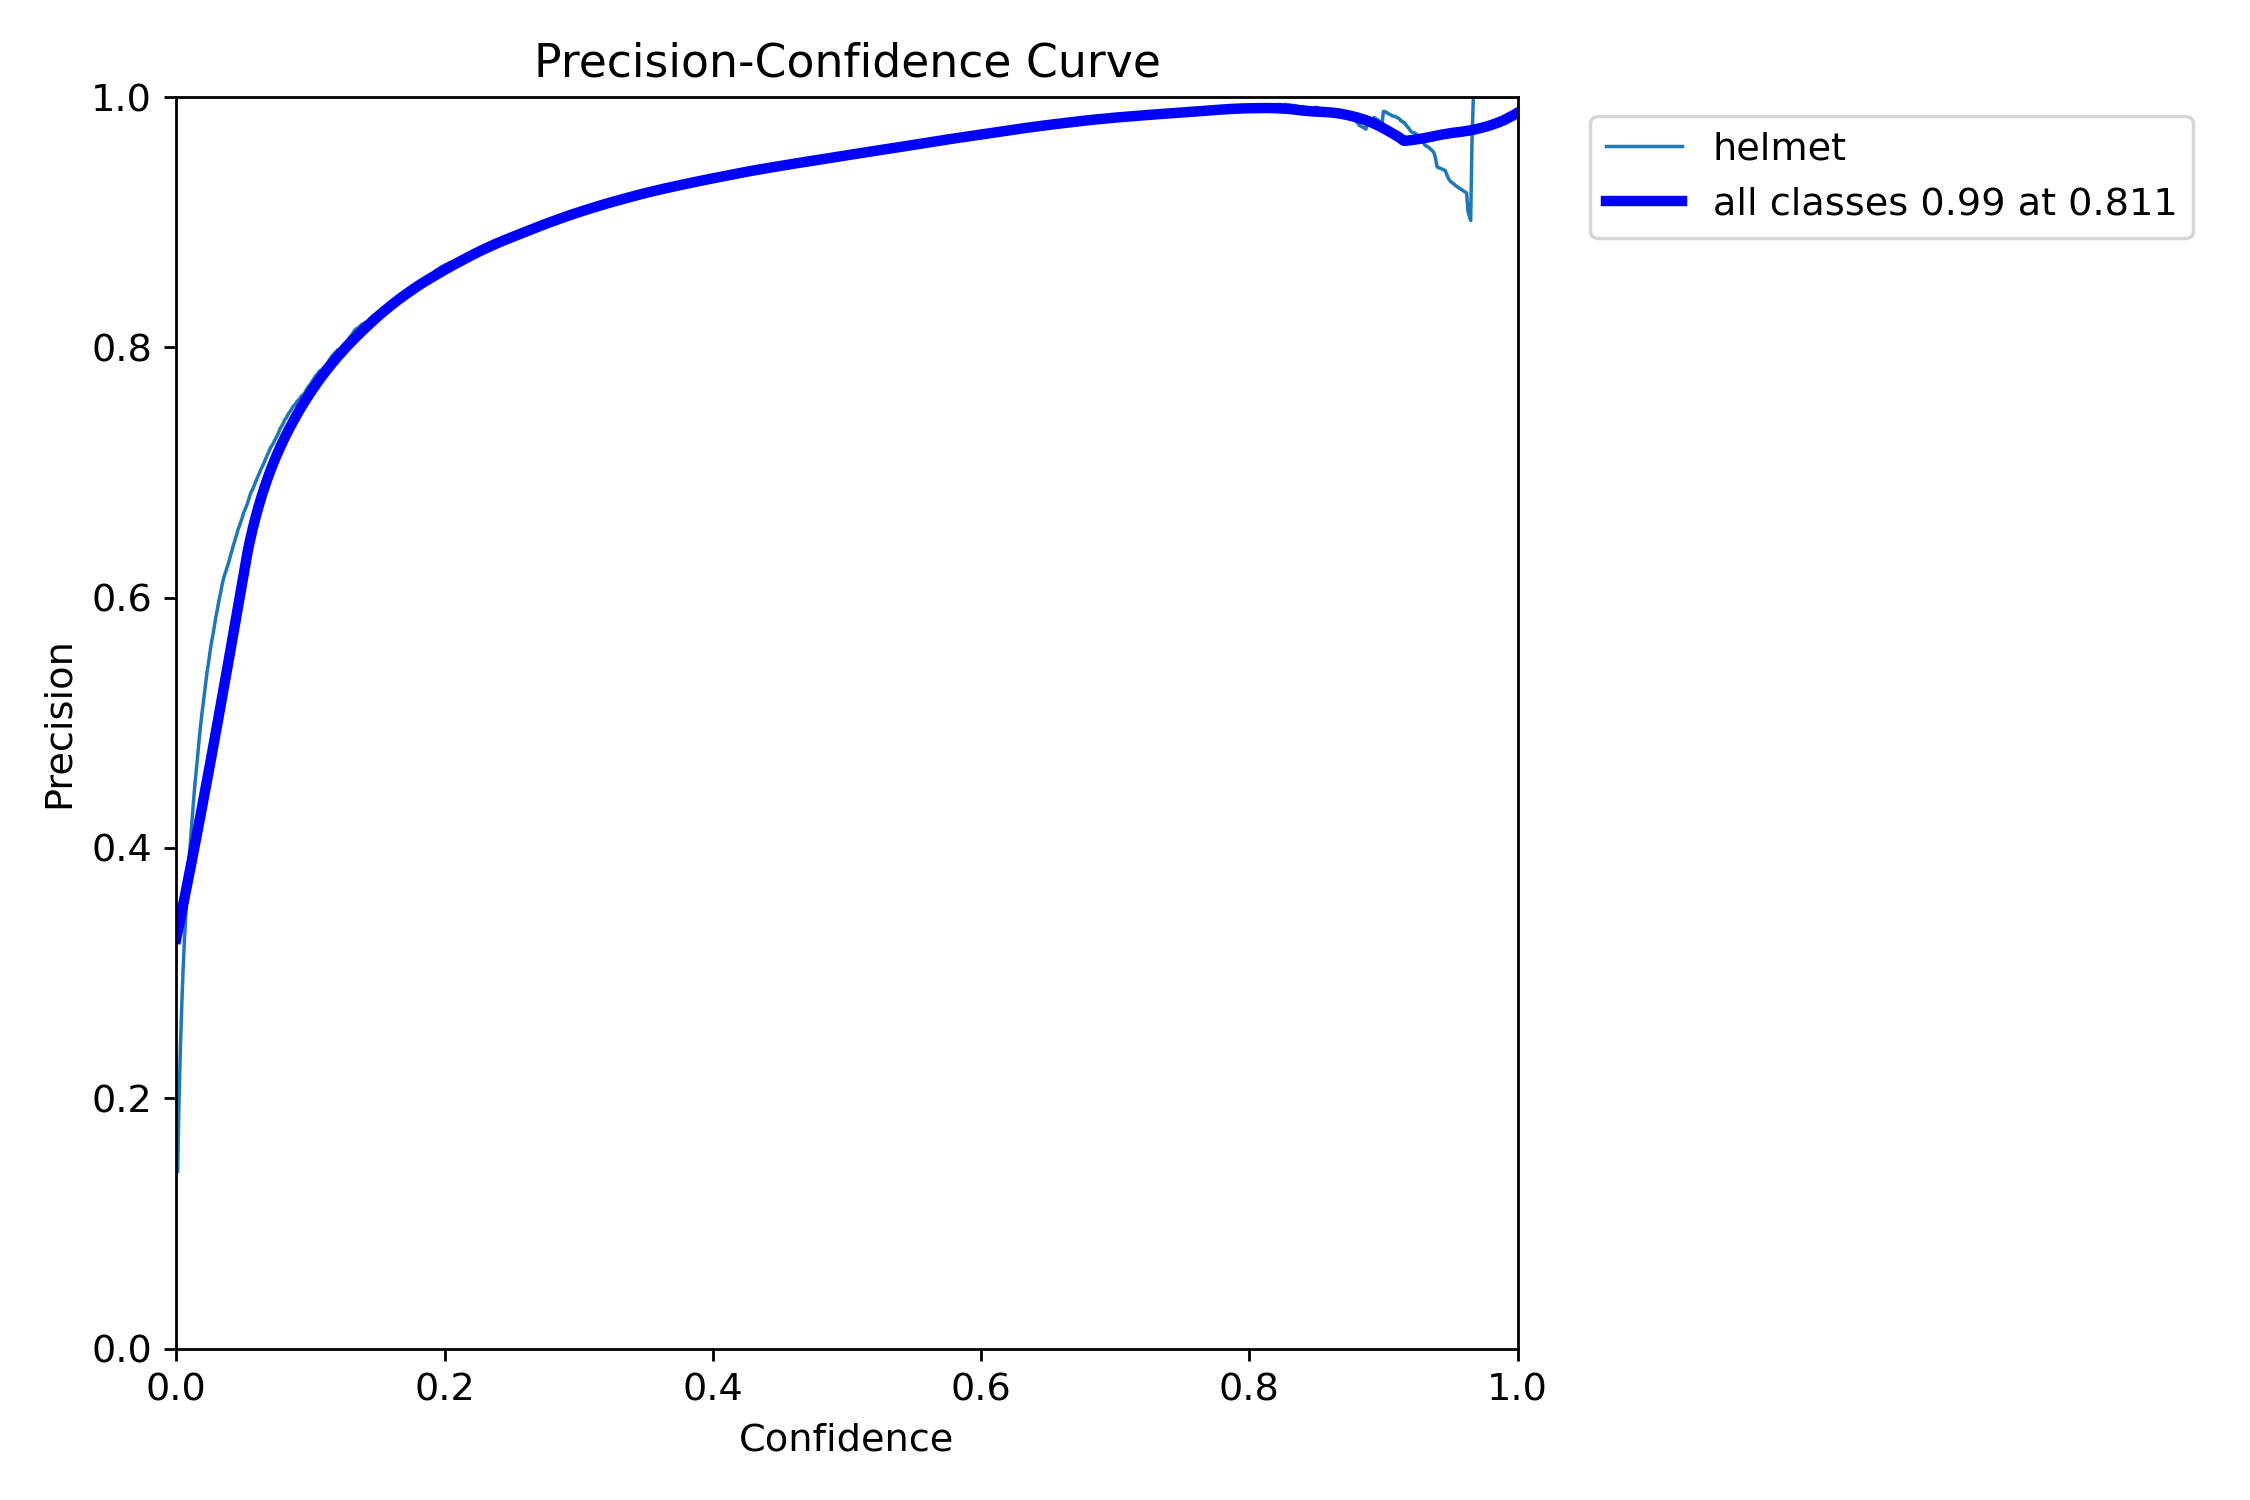 Precision-Confidence Curve
1.0
0.8
0.6
0.4
0.2
0.0
Precision
0.0 0.2 0.4 0.6 0.8 1.0
Confidence
helmet
all classes 0.99 at 0.811